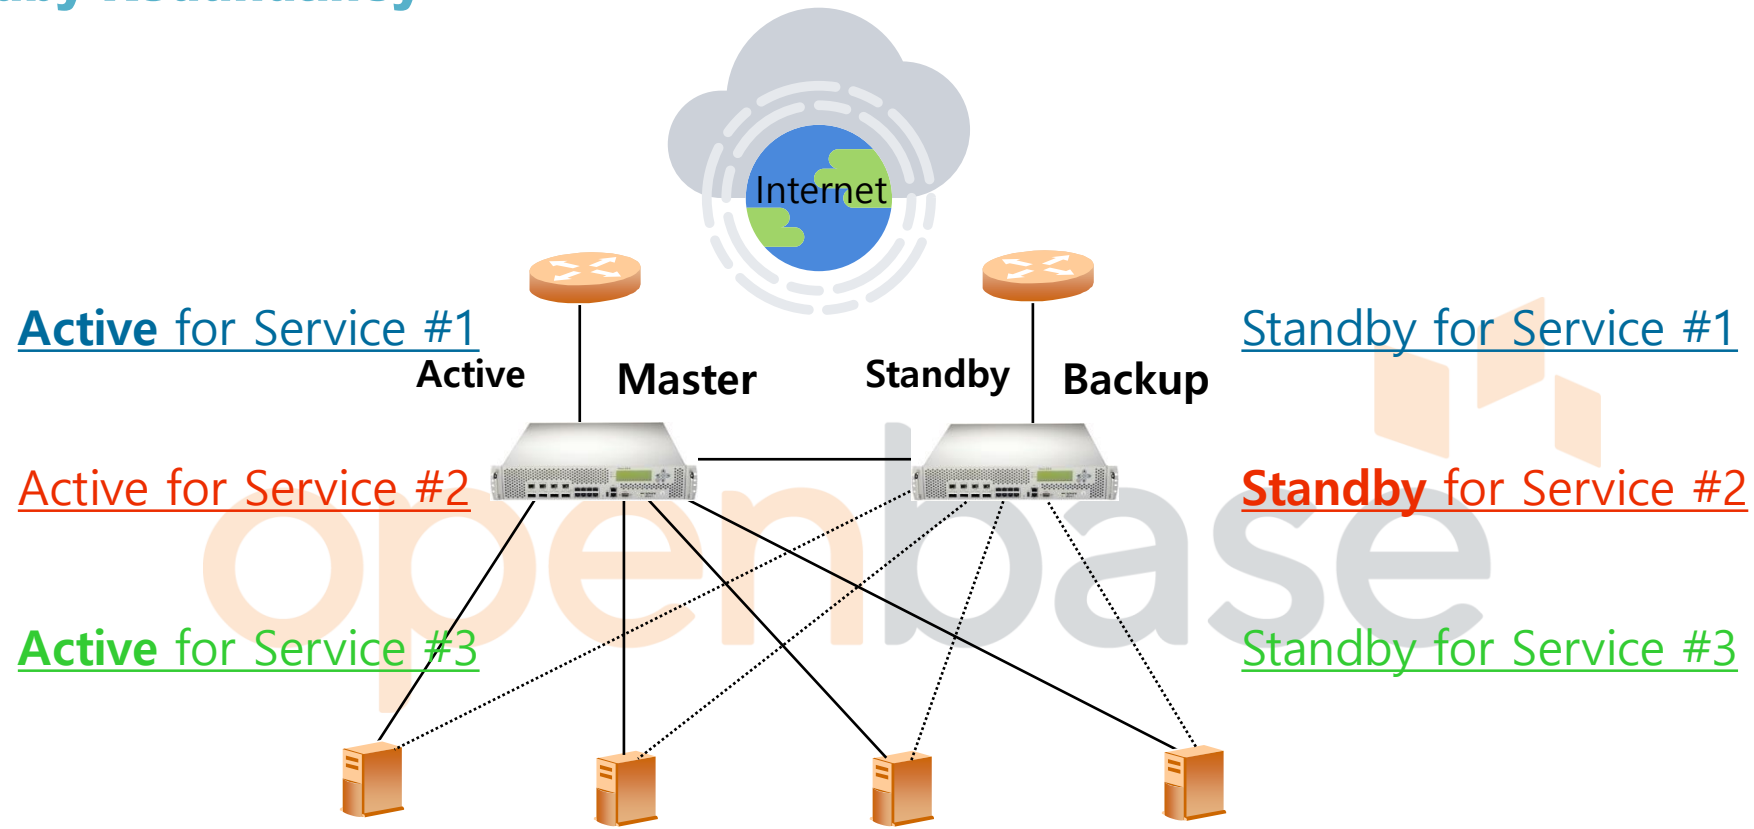 Redundancy
Internet
Active for Service #1
Standby for Service #1
Active
Master
Standby
Backup
Active for Service #2
Standby for Service #2
openbase
Active for Service #3
Standby for Service #3